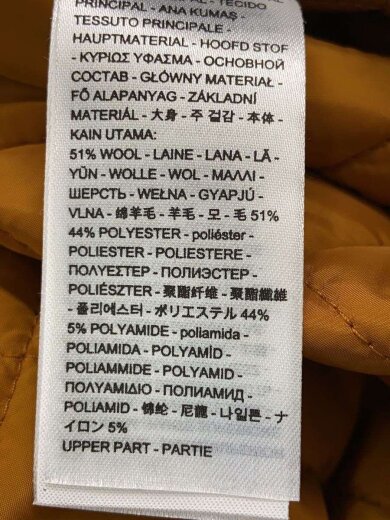 PRINCIPAL - ANA KUMAŞ -
TESSUTO PRINCIPALE -
HAUPTMATERIAL - HOOFD STOF
- ΚΥΡΙΩΣ ΥΦΑΣΜΑ - ОСНОВНОЙ
СОСТАВ - GŁÓWNY MATERIAŁ -
FŐ ALAPANYAG - ZÁKLADNÍ
MATERIÁL - 大身 - 주 겉감 - 本体 -
KAIN UTAMA:
51% WOOL - LAINE - LANA - LÃ -
YÜN - WOLLE - WOL - ΜΑΛΛΙ -
ШЕРСТЬ - WEŁNA - GYAPJÚ -
VLNA - 绵羊毛 - 羊毛 - 모 - 毛 51%
44% POLYESTER - poliéster -
POLIESTER - POLIESTERE -
ΠΟΛΥΕΣΤΕΡ - ПОЛИЭСТЕР -
POLIÉSZTER - 聚酯纤维 - 聚酯纖維
- 폴리에스터 - ポリエステル 44%
5% POLYAMIDE - poliamida -
POLIAMIDA - POLYAMİD -
POLIAMMIDE - POLYAMID -
ΠΟΛΥΑΜΙΔΙΟ - ПОЛИАМИД -
POLIAMID - 锦纶 - 尼龍 - 나일론 - ナ
イロン 5%
UPPER PART - PARTIE